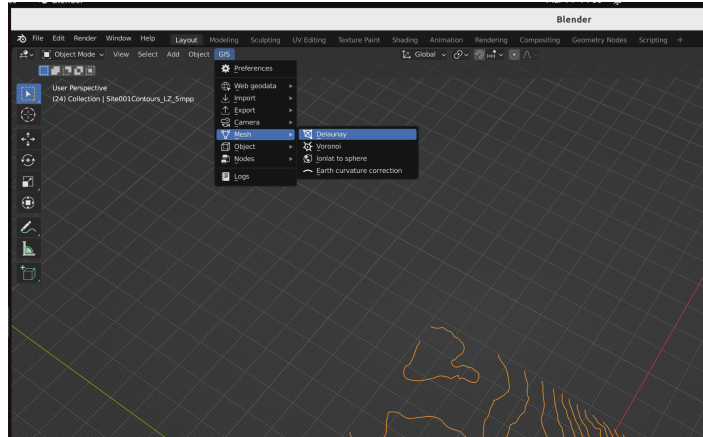 Blender
File Edit Render Window Help Layout Modeling Sculpting UV Editing Texture Paint Shading Animation Rendering Compositing Geometry Nodes Scripting +
Object Mode View Select Add Object GIS Global
User Perspective
(24) Collection | Site001Contours_LZ_5mpp
Preferences
Web geodata
Import
Export
Camera
Mesh
Object
Nodes
Logs
Delaunay
Voronoi
lonlat to sphere
Earth curvature correction